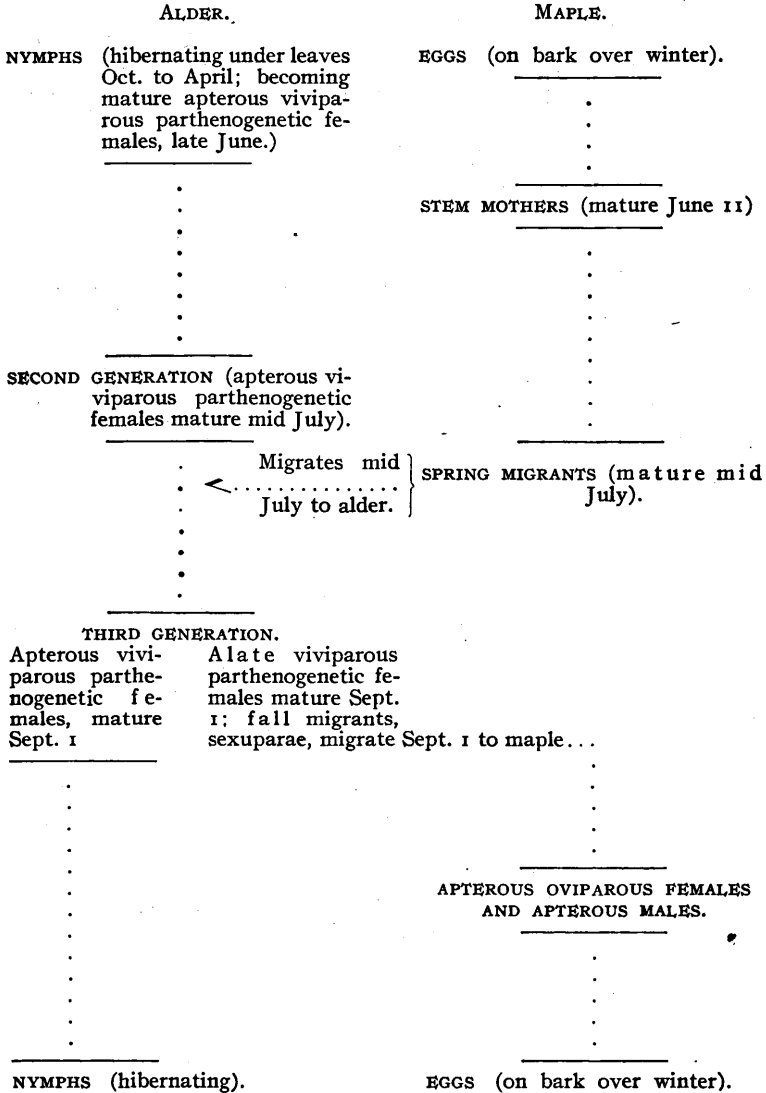 ALDER.
MAPLE.
NYMPHS (hibernating under leaves
Oct. to April; becoming
mature apterous vivipa-
rous parthenogenetic fe-
males, late June.)
EGGS (on bark over winter).
STEM MOTHERS (mature June 11)
SECOND GENERATION (apterous vi-
viparous parthenogenetic
females mature mid July).
Migrates mid
July to alder.
SPRING MIGRANTS (mature mid
July).
THIRD GENERATION.
Apterous vivi-
parous parthe-
nogenetic fe-
males, mature
Sept. 1
Alate viviparous
parthenogenetic fe-
males mature Sept.
1; fall migrants,
sexuparae, migrate Sept. 1 to maple...
APTEROUS OVIPAROUS FEMALES
AND APTEROUS MALES.
NYMPHS (hibernating).
EGGS (on bark over winter).